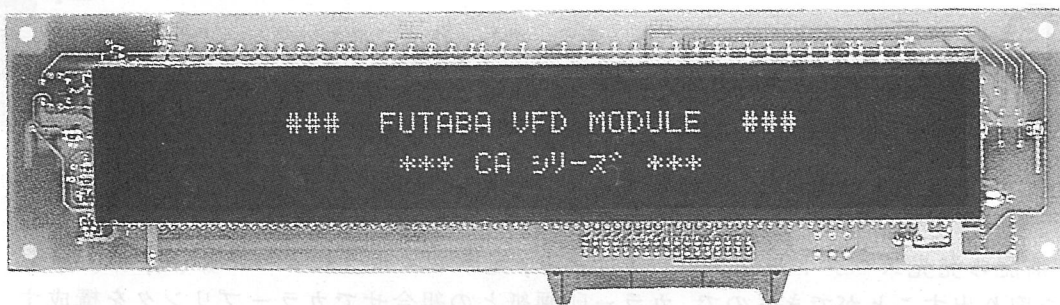 ### FUTABA VFD MODULE ###
*** CA シリーズ ***